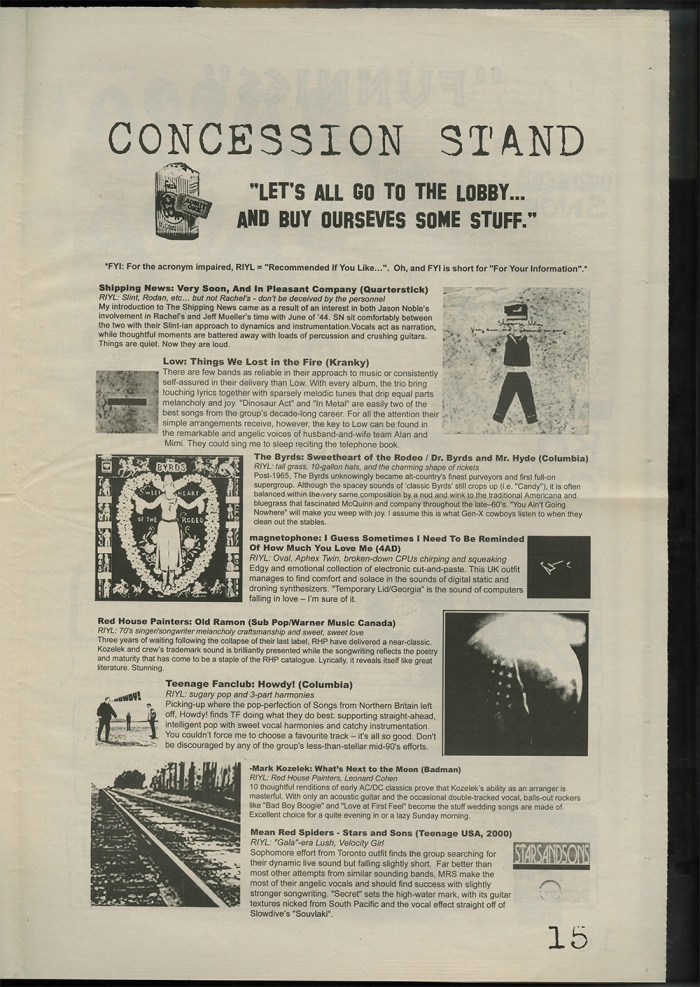 CONCESSION STAND
"LET'S ALL GO TO THE LOBBY...
AND BUY OURSEVES SOME STUFF."
ADMIT
ONE
*FYI: For the acronym impaired, RIYL = "Recommended If You Like...". Oh, and FYI is short for "For Your Information".*
Shipping News: Very Soon, And In Pleasant Company (Quarterstick)
RIYL: Slint, Rodan, etc... but not Rachel's - don't be deceived by the personnel
My introduction to The Shipping News came as a result of an interest in both Jason Noble's
involvement in Rachel's and Jeff Mueller's time with June of '44. SN sit comfortably between
the two with their Slint-ian approach to dynamics and instrumentation.Vocals act as narration,
while thoughtful moments are battered away with loads of percussion and crushing guitars.
Things are quiet. Now they are loud.
Low: Things We Lost in the Fire (Kranky)
There are few bands as reliable in their approach to music or consistently
self-assured in their delivery than Low. With every album, the trio bring
touching lyrics together with sparsely melodic tunes that drip equal parts
melancholy and joy. "Dinosaur Act" and "In Metal" are easily two of the
best songs from the group's decade-long career. For all the attention their
simple arrangements receive, however, the key to Low can be found in
the remarkable and angelic voices of husband-and-wife team Alan and
Mimi. They could sing me to sleep reciting the telephone book.
BYRDS
SWEET HEART
OF THE RODEO
The Byrds: Sweetheart of the Rodeo / Dr. Byrds and Mr. Hyde (Columbia)
RIYL: tall grass, 10-gallon hats, and the charming shape of rickets
Post-1965, The Byrds unknowingly became alt-country's finest purveyors and first full-on
supergroup. Although the spacey sounds of 'classic Byrds' still crops up (i.e. "Candy"), it is often
balanced within the very same composition by a nod and wink to the traditional Americana and
bluegrass that fascinated McQuinn and company throughout the late-60's. "You Ain't Going
Nowhere" will make you weep with joy. I assume this is what Gen-X cowboys listen to when they
clean out the stables.
magnetophone: I Guess Sometimes I Need To Be Reminded
Of How Much You Love Me (4AD)
RIYL: Oval, Aphex Twin, broken-down CPUs chirping and squeaking
Edgy and emotional collection of electronic cut-and-paste. This UK outfit
manages to find comfort and solace in the sounds of digital static and
droning synthesizers. "Temporary Lid/Georgia" is the sound of computers
falling in love – I'm sure of it.
Red House Painters: Old Ramon (Sub Pop/Warner Music Canada)
RIYL: 70's singer/songwriter melancholy craftsmanship and sweet, sweet love
Three years of waiting following the collapse of their last label, RHP have delivered a near-classic.
Kozelek and crew's trademark sound is brilliantly presented while the songwriting reflects the poetry
and maturity that has come to be a staple of the RHP catalogue. Lyrically, it reveals itself like great
literature. Stunning.
HOWDY!
Teenage Fanclub: Howdy! (Columbia)
RIYL: sugary pop and 3-part harmonies
Picking-up where the pop-perfection of Songs from Northern Britain left
off, Howdy! finds TF doing what they do best: supporting straight-ahead,
intelligent pop with sweet vocal harmonies and catchy instrumentation.
You couldn't force me to choose a favourite track – it's all so good. Don't
be discouraged by any of the group's less-than-stellar mid-90's efforts.
-Mark Kozelek: What's Next to the Moon (Badman)
RIYL: Red House Painters, Leonard Cohen
10 thoughtful renditions of early AC/DC classics prove that Kozelek's ability as an arranger is
masterful. With only an acoustic guitar and the occasional double-tracked vocal, balls-out rockers
like "Bad Boy Boogie" and "Love at First Feel" become the stuff wedding songs are made of.
Excellent choice for a quite evening in or a lazy Sunday morning.
Mean Red Spiders - Stars and Sons (Teenage USA, 2000)
RIYL: "Gala"-era Lush, Velocity Girl
Sophomore effort from Toronto outfit finds the group searching for
their dynamic live sound but falling slightly short. Far better than
most other attempts from similar sounding bands, MRS make the
most of their angelic vocals and should find success with slightly
stronger songwriting. "Secret" sets the high-water mark, with its guitar
textures nicked from South Pacific and the vocal effect straight off of
Slowdive's "Souvlaki".
STARSANDSONS
15